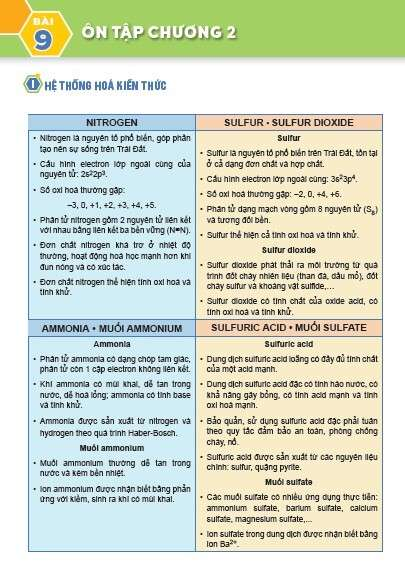 BÀI
9
ÔN TẬP CHƯƠNG 2
I HỆ THỐNG HOÁ KIẾN THỨC
NITROGEN
• Nitrogen là nguyên tố phổ biến, góp phần
tạo nên sự sống trên Trái Đất.
• Cấu hình electron lớp ngoài cùng của
nguyên tử: 2s²2p³.
• Số oxi hoá thường gặp:
–3, 0, +1, +2, +3, +4, +5.
• Phân tử nitrogen gồm 2 nguyên tử liên kết
với nhau bằng liên kết ba bền vững (N≡N).
• Đơn chất nitrogen khá trơ ở nhiệt độ
thường, hoạt động hoá học mạnh hơn khi
đun nóng và có xúc tác.
• Đơn chất nitrogen thể hiện tính oxi hoá và
tính khử.
SULFUR • SULFUR DIOXIDE
Sulfur
• Sulfur là nguyên tố phổ biến trên Trái Đất, tồn tại
ở cả dạng đơn chất và hợp chất.
• Cấu hình electron lớp ngoài cùng: 3s²3p⁴.
• Số oxi hoá thường gặp: –2, 0, +4, +6.
• Phân tử dạng mạch vòng gồm 8 nguyên tử (S₈)
và tương đối bền.
• Sulfur thể hiện cả tính oxi hoá và tính khử.
Sulfur dioxide
• Sulfur dioxide phát thải ra môi trường từ quá
trình đốt cháy nhiên liệu (than đá, dầu mỏ), đốt
cháy sulfur và khoáng vật sulfide,...
• Sulfur dioxide có tính chất của oxide acid, có
tính oxi hoá và tính khử.
AMMONIA • MUỐI AMMONIUM
Ammonia
• Phân tử ammonia có dạng chóp tam giác,
phân tử còn 1 cặp electron không liên kết.
• Khí ammonia có mùi khai, dễ tan trong
nước, dễ hoá lỏng; ammonia có tính base
và tính khử.
• Ammonia được sản xuất từ nitrogen và
hydrogen theo quá trình Haber-Bosch.
Muối ammonium
• Muối ammonium thường dễ tan trong
nước và kém bền nhiệt.
• Ion ammonium được nhận biết bằng phản
ứng với kiềm, sinh ra khí có mùi khai.
SULFURIC ACID • MUỐI SULFATE
Sulfuric acid
• Dung dịch sulfuric acid loãng có đầy đủ tính chất
của một acid mạnh.
• Dung dịch sulfuric acid đặc có tính háo nước, có
khả năng gây bỏng, có tính acid mạnh và tính
oxi hoá mạnh.
• Bảo quản, sử dụng sulfuric acid đặc phải tuân
theo quy tắc đảm bảo an toàn, phòng chống
cháy, nổ.
• Sulfuric acid được sản xuất từ các nguyên liệu
chính: sulfur, quặng pyrite.
Muối sulfate
• Các muối sulfate có nhiều ứng dụng thực tiễn:
ammonium sulfate, barium sulfate, calcium
sulfate, magnesium sulfate,...
• Ion sulfate trong dung dịch được nhận biết bằng
ion Ba²⁺.